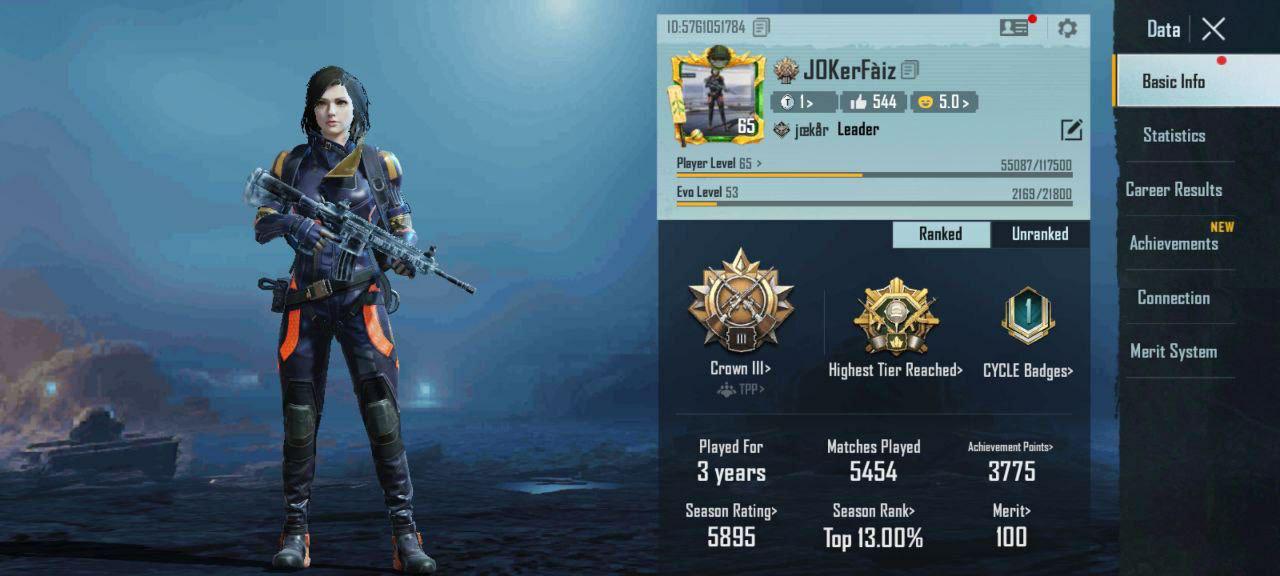 ID:5761051784
JOKerFàiz
1>
544
5.0>
65
jœkår Leader
Player Level 65 >
55087/117500
Evo Level 53
2169/21800
Ranked
Unranked
III
1
Crown III>
TPP>
Highest Tier Reached>
CYCLE Badges>
Played For
Matches Played
Achievement Points>
3 years
5454
3775
Season Rating>
Season Rank>
Merit>
5895
Top 13.00%
100
Data
Basic Info
Statistics
Career Results
NEW
Achievements
Connection
Merit System